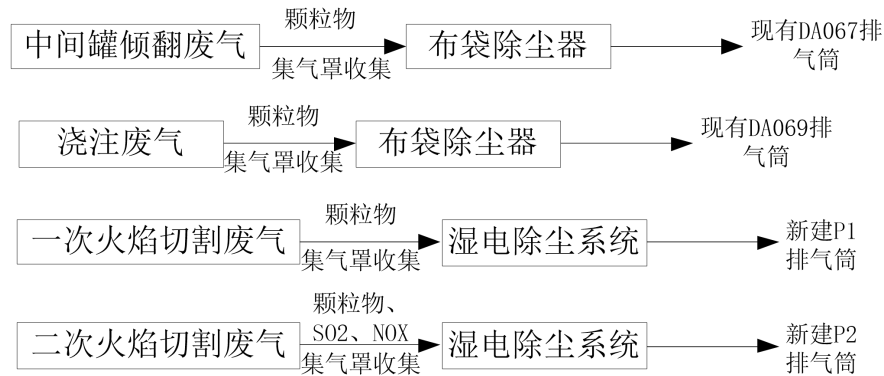 中间罐倾翻废气
颗粒物
集气罩收集
布袋除尘器
现有DA067排
气筒
浇注废气
颗粒物
集气罩收集
布袋除尘器
现有DA069排
气筒
一次火焰切割废气
颗粒物
集气罩收集
湿电除尘系统
新建P1
排气筒
二次火焰切割废气
颗粒物、
SO2、NOX
集气罩收集
湿电除尘系统
新建P2
排气筒